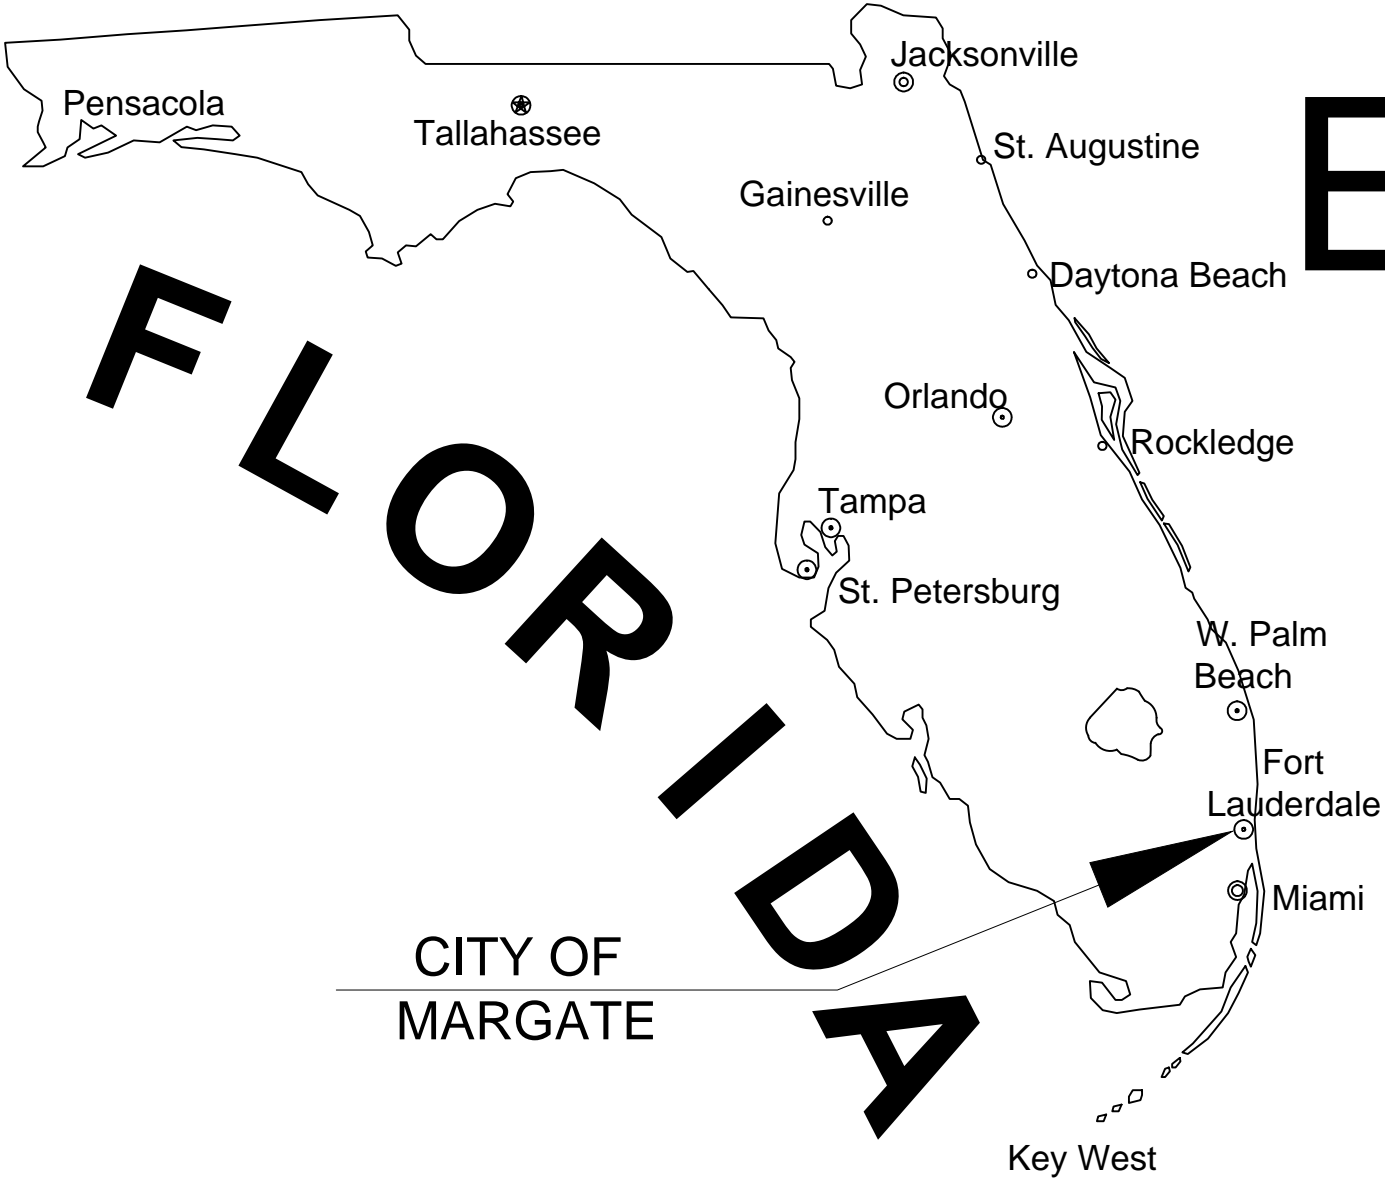 Jacksonville
Pensacola
Tallahassee
St. Augustine
E
Gainesville
Daytona Beach
Orlando
Rockledge
Tampa
St. Petersburg
W. Palm
Beach
Fort
Lauderdale
Miami
FLORIDA
CITY OF
MARGATE
Key West